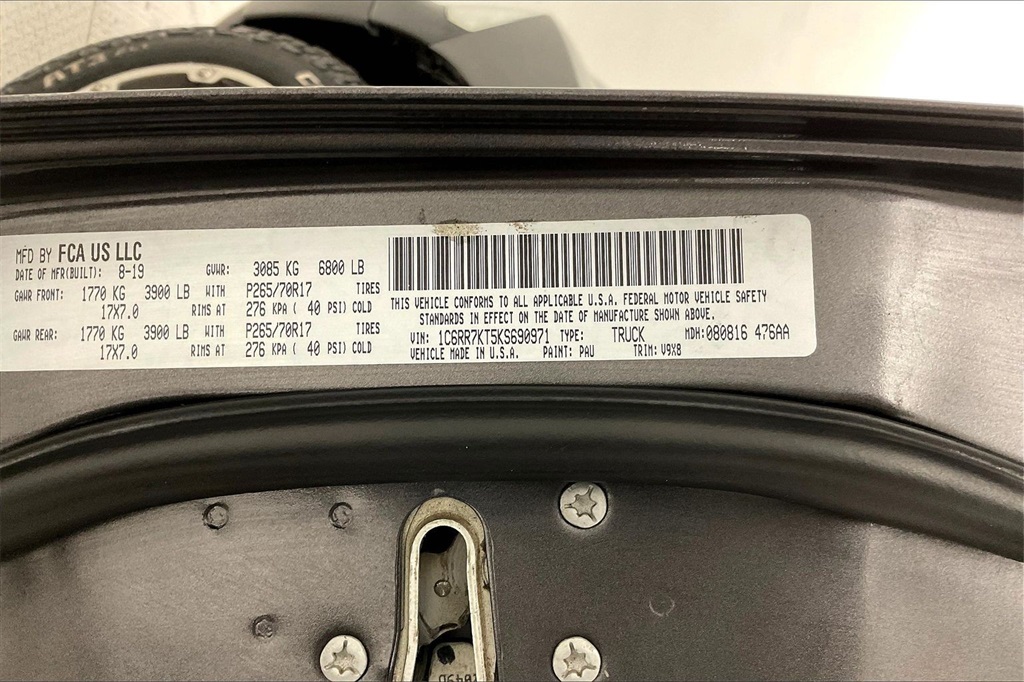 AT3
MFD BY FCA US LLC
DATE OF MFR(BUILT): 8-19 GVWR: 3085 KG 6800 LB
GAWR FRONT: 1770 KG 3900 LB WITH P265/70R17 TIRES
17X7.0 RIMS AT 276 KPA ( 40 PSI) COLD
GAWR REAR: 1770 KG 3900 LB WITH P265/70R17 TIRES
17X7.0 RIMS AT 276 KPA ( 40 PSI) COLD
THIS VEHICLE CONFORMS TO ALL APPLICABLE U.S.A. FEDERAL MOTOR VEHICLE SAFETY
STANDARDS IN EFFECT ON THE DATE OF MANUFACTURE SHOWN ABOVE.
VIN: 1C6RR7KT5KS690971 TYPE: TRUCK MDH: 080816 476AA
VEHICLE MADE IN U.S.A. PAINT: PAU TRIM: V9X8